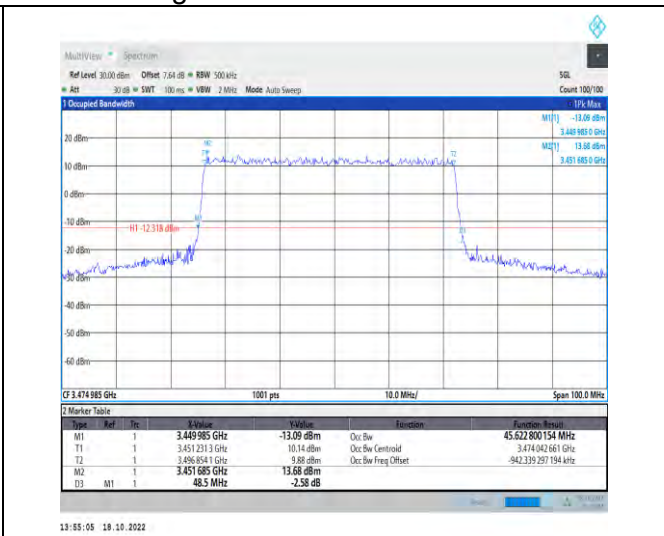 MultiView Spectrum
Ref Level 30.00 dBm Offset 7.64 dB RBW 500 kHz SGL
Att 30 dB SWT 100 ms VBW 2 MHz Mode Auto Sweep Count 100/100
1 Occupied Bandwidth 1Pk Max
M1[1] -13.09 dBm
3.449 985 0 GHz
20 dBm M2[1] 13.68 dBm
3.451 685 0 GHz
M2
T1 T2
10 dBm
0 dBm
-10 dBm
M1
H1 -12.318 dBm
D3
-20 dBm
-30 dBm
-40 dBm
-50 dBm
-60 dBm
CF 3.474 985 GHz 1001 pts 10.0 MHz/ Span 100.0 MHz
2 Marker Table
Type Ref Trc X-Value Y-Value Function Function Result
M1 1 3.449 985 GHz -13.09 dBm Occ Bw 45.622 800 154 MHz
T1 1 3.451 231 3 GHz 10.14 dBm Occ Bw Centroid 3.474 042 661 GHz
T2 1 3.496 854 1 GHz 9.88 dBm Occ Bw Freq Offset -942.339 297 194 kHz
M2 1 3.451 685 GHz 13.68 dBm
D3 M1 1 48.5 MHz -2.58 dB
13:55:05 18.10.2022